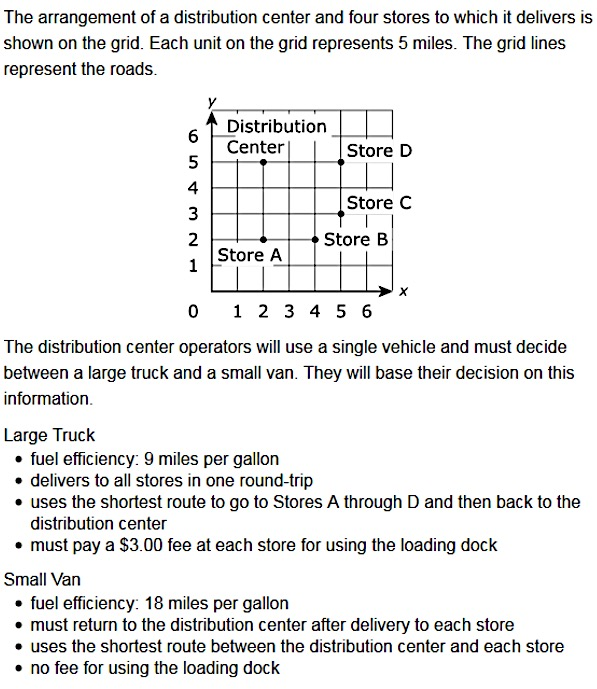 The arrangement of a distribution center and four stores to which it delivers is
shown on the grid. Each unit on the grid represents 5 miles. The grid lines
represent the roads.
y
Distribution
Center
6
Store D
5
4
Store C
3
2
Store B
Store A
1
x
0 1 2 3 4 5 6
The distribution center operators will use a single vehicle and must decide
between a large truck and a small van. They will base their decision on this
information.
Large Truck
• fuel efficiency: 9 miles per gallon
• delivers to all stores in one round-trip
• uses the shortest route to go to Stores A through D and then back to the
distribution center
• must pay a $3.00 fee at each store for using the loading dock
Small Van
• fuel efficiency: 18 miles per gallon
• must return to the distribution center after delivery to each store
• uses the shortest route between the distribution center and each store
• no fee for using the loading dock